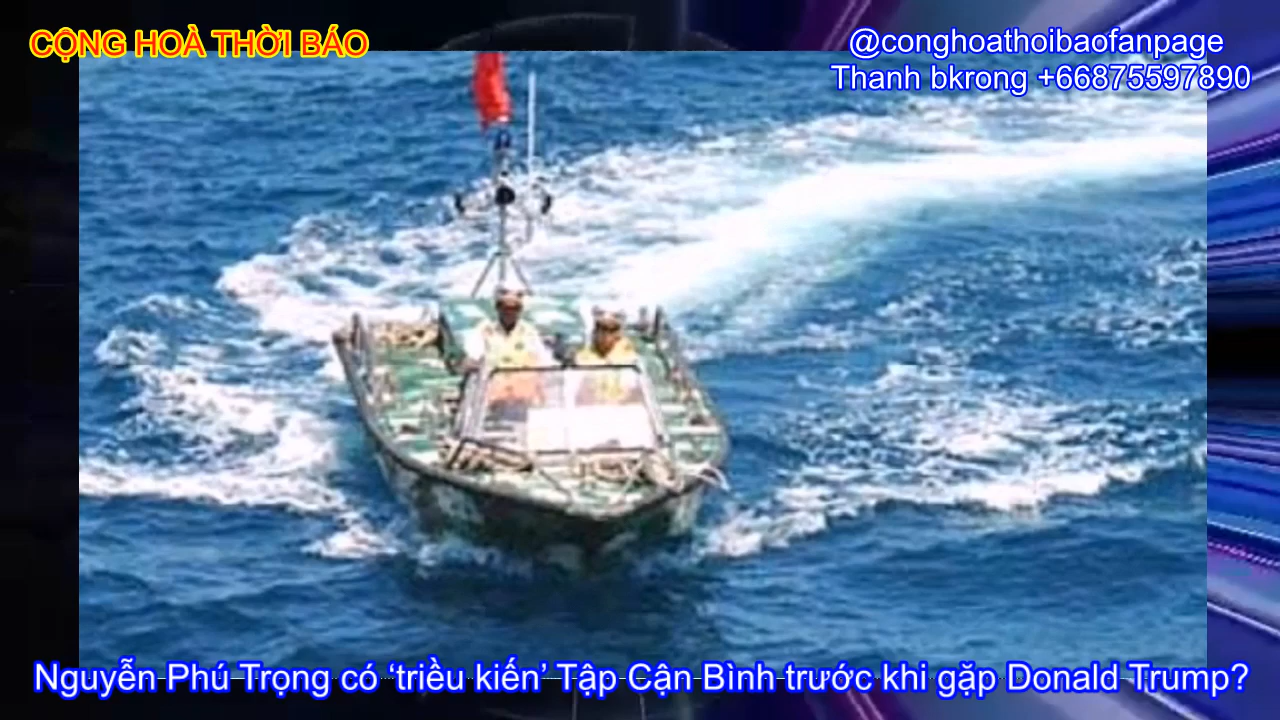 CỘNG HOÀ THỜI BÁO
@conghoathoibaofanpage
Thanh bkrong +66875597890
Nguyễn Phú Trọng có ‘triều kiến’ Tập Cận Bình trước khi gặp Donald Trump?